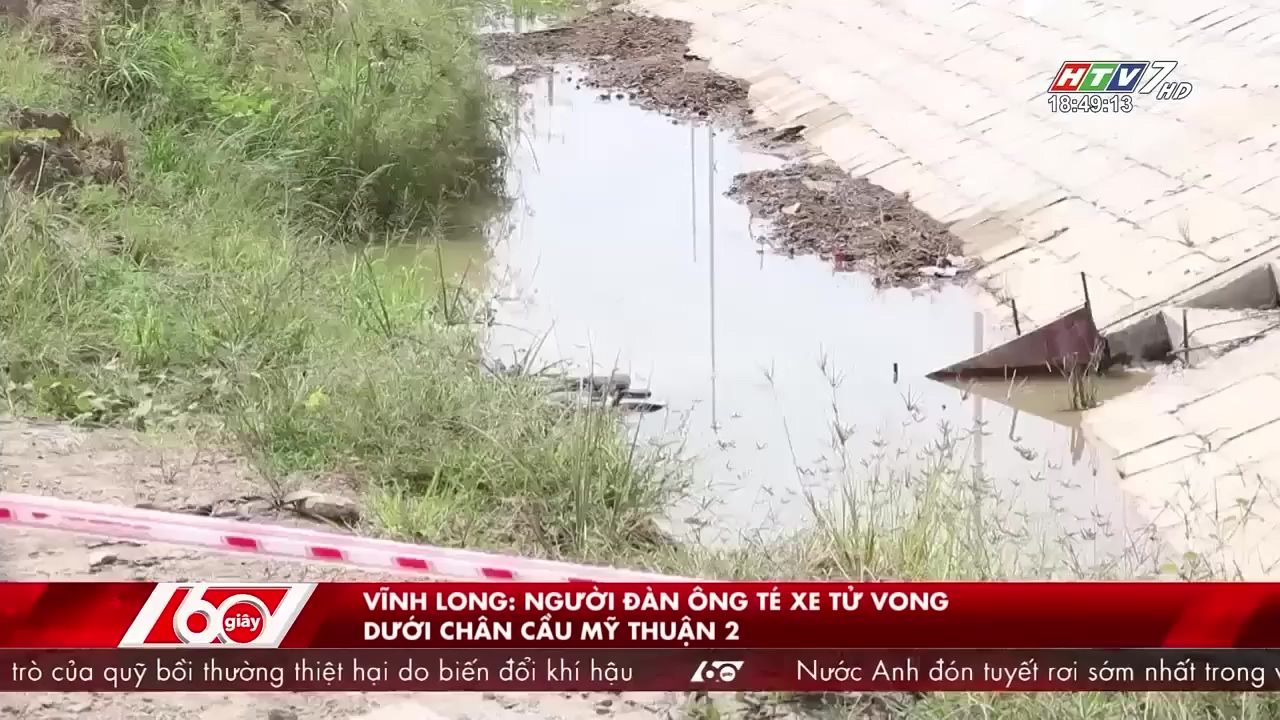 HTV7 HD
18:49:13
60 giây
VĨNH LONG: NGƯỜI ĐÀN ÔNG TÉ XE TỬ VONG
DƯỚI CHÂN CẦU MỸ THUẬN 2
trò của quỹ bồi thường thiệt hại do biến đổi khí hậu 60 giây Nước Anh đón tuyết rơi sớm nhất trong